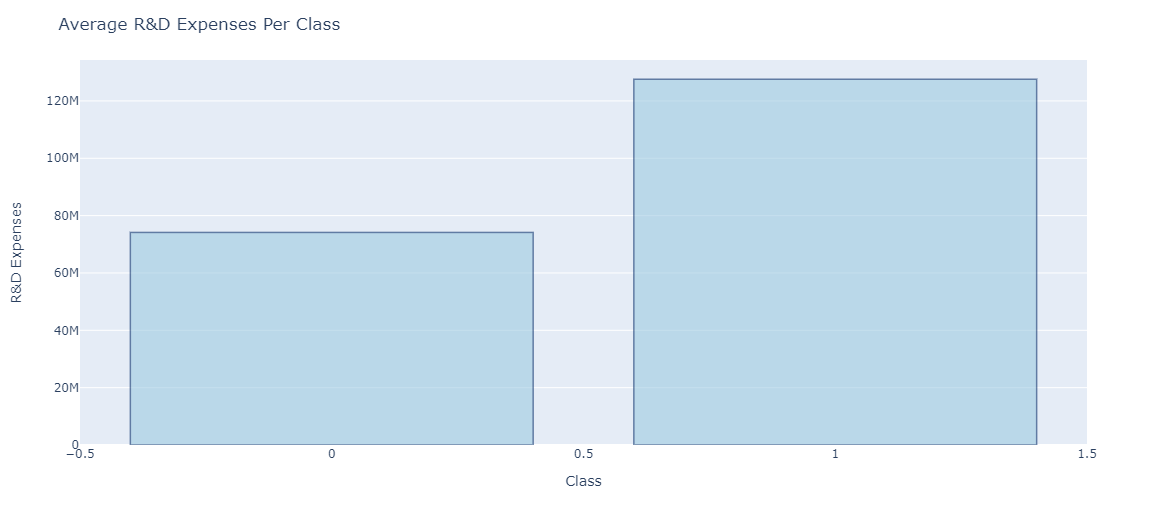 Average R&D Expenses Per Class
R&D Expenses
120M
100M
80M
60M
40M
20M
0
−0.5
0
0.5
1
1.5
Class